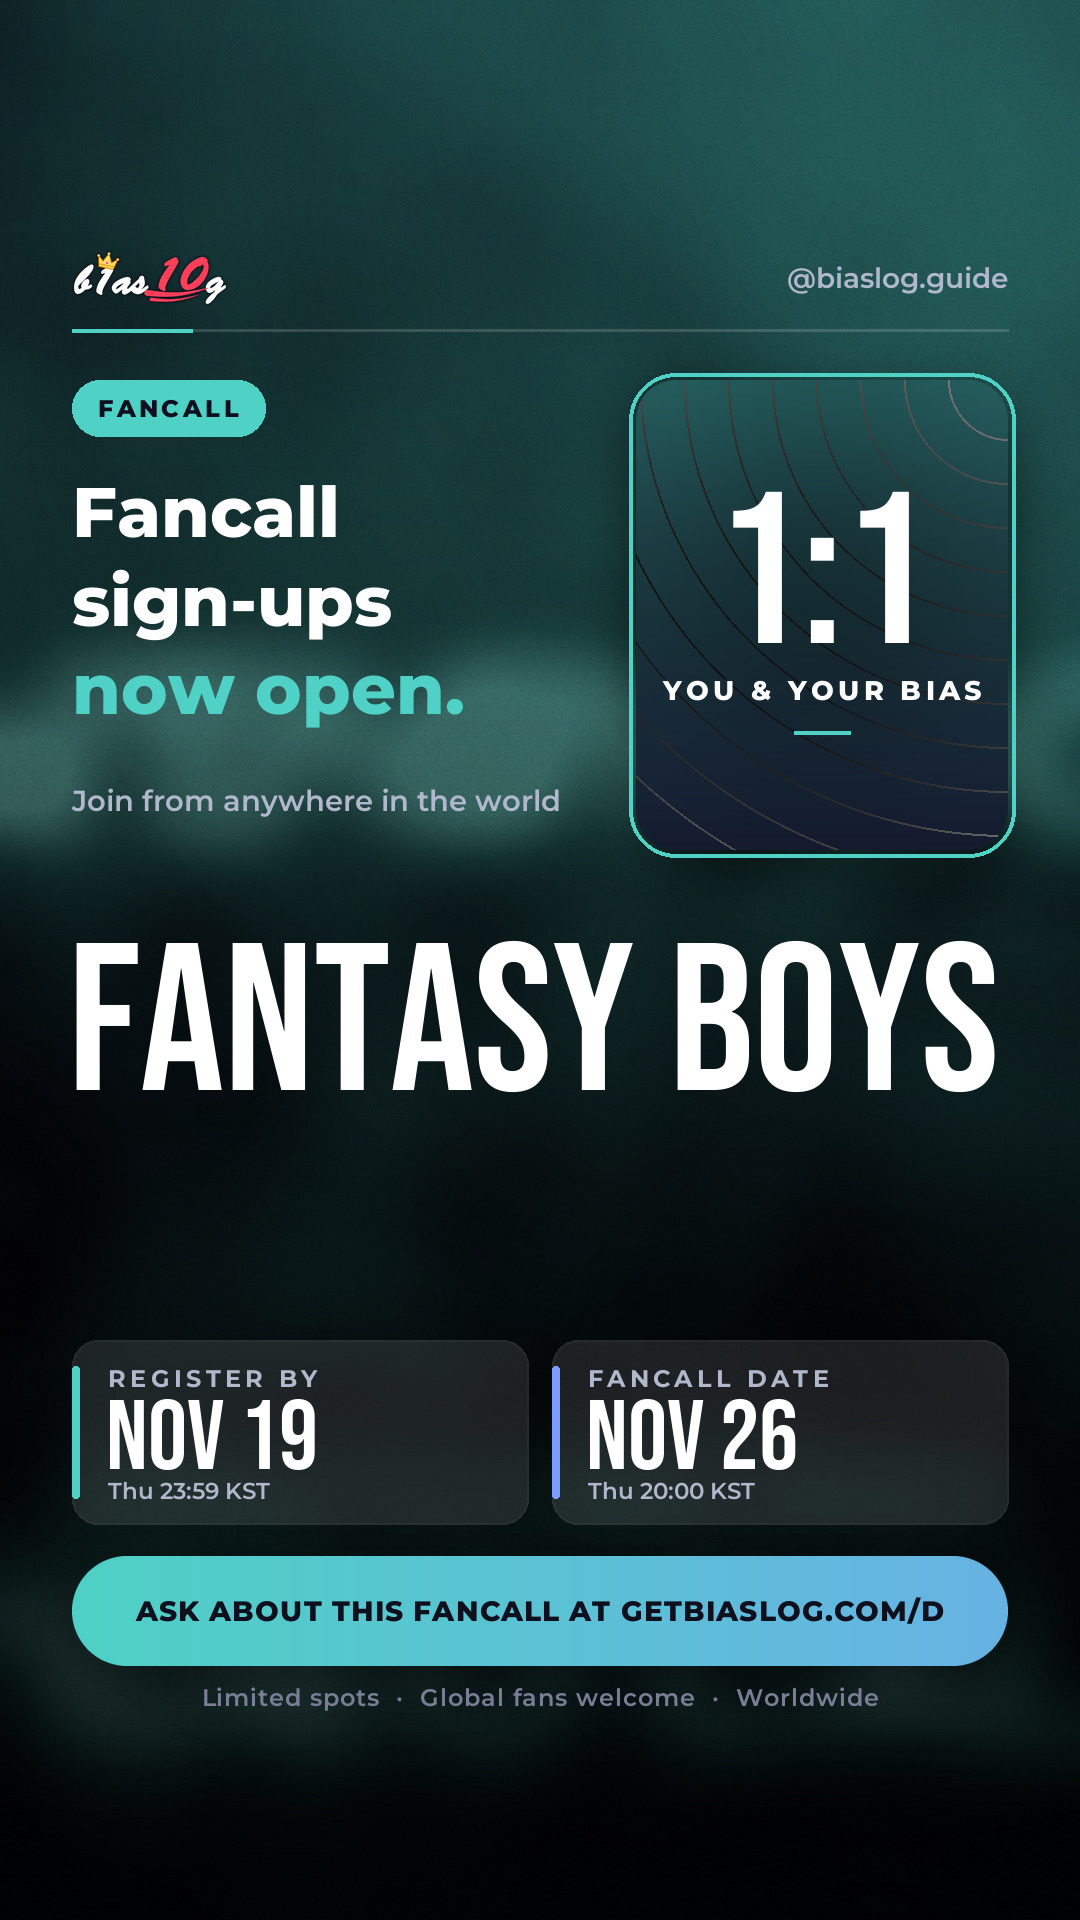 b1as10g
@biaslog.guide
FANCALL
Fancall
sign-ups
now open.
Join from anywhere in the world
1:1
YOU & YOUR BIAS
FANTASY BOYS
REGISTER BY
NOV 19
Thu 23:59 KST
FANCALL DATE
NOV 26
Thu 20:00 KST
ASK ABOUT THIS FANCALL AT GETBIASLOG.COM/D
Limited spots · Global fans welcome · Worldwide